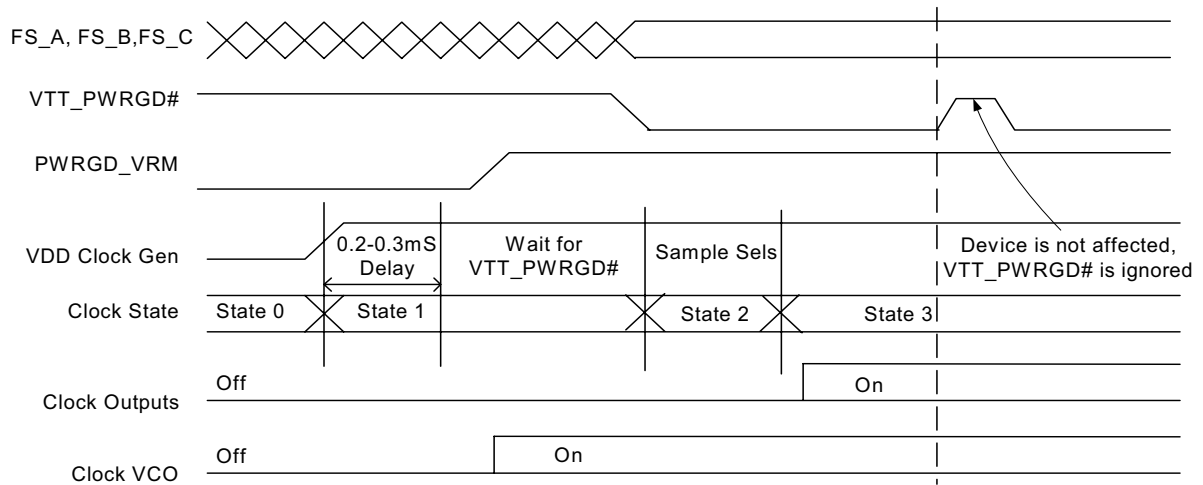 FS_A, FS_B,FS_C
VTT_PWRGD#
PWRGD_VRM
VDD Clock Gen
0.2-0.3mS
Delay
Wait for
VTT_PWRGD#
Sample Sels
Device is not affected,
VTT_PWRGD# is ignored
Clock State
State 0
State 1
State 2
State 3
Clock Outputs
Off
On
Clock VCO
Off
On